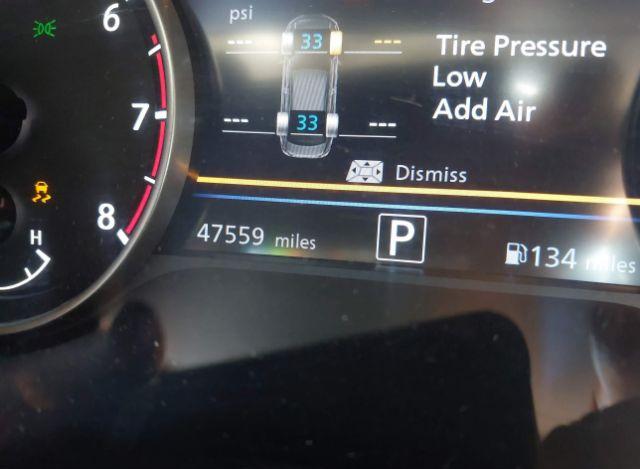 6
psi
--- 33 ---
Tire Pressure
Low
Add Air
7
--- 33 ---
Dismiss
8
H
47559 miles
P
134 miles